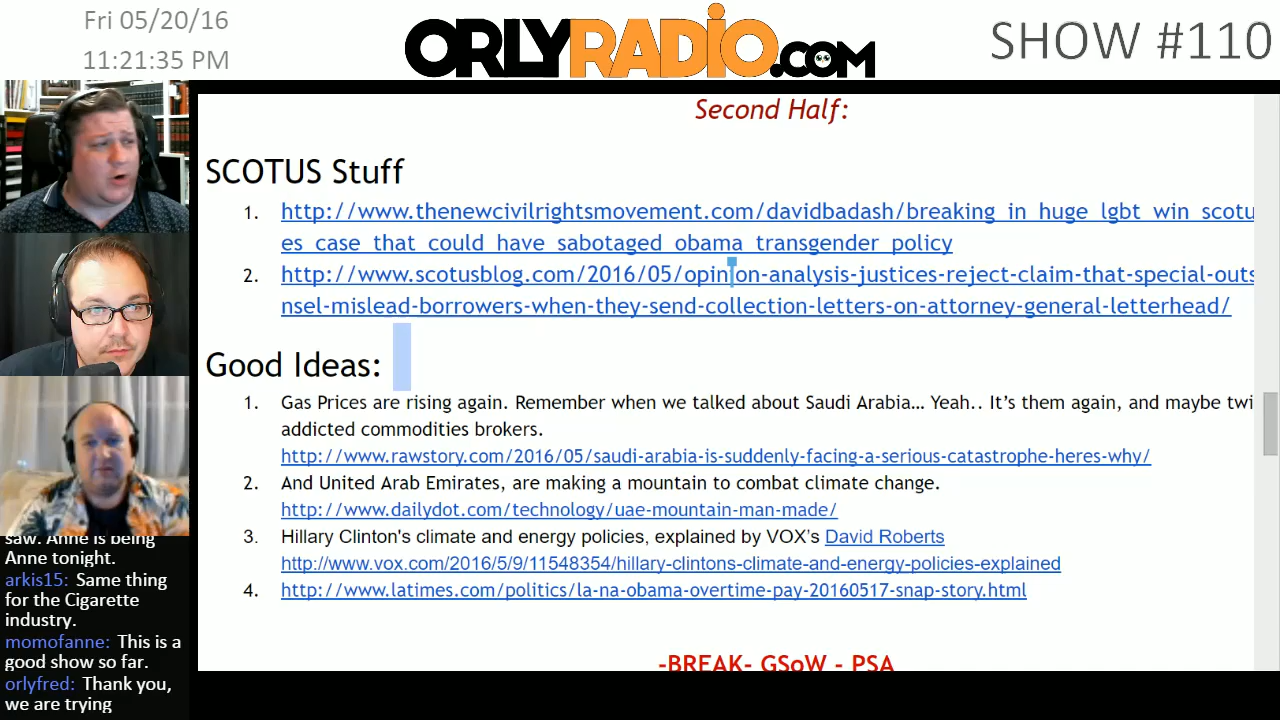 Fri 05/20/16
11:21:35 PM
ORLYRADIO.COM
SHOW #110
Second Half:
SCOTUS Stuff
1. http://www.thenewcivilrightsmovement.com/davidbadash/breaking_in_huge_lgbt_win_scotu
es_case_that_could_have_sabotaged_obama_transgender_policy
2. http://www.scotusblog.com/2016/05/opinion-analysis-justices-reject-claim-that-special-outs
nsel-mislead-borrowers-when-they-send-collection-letters-on-attorney-general-letterhead/
Good Ideas:
1. Gas Prices are rising again. Remember when we talked about Saudi Arabia… Yeah.. It’s them again, and maybe twi
addicted commodities brokers.
http://www.rawstory.com/2016/05/saudi-arabia-is-suddenly-facing-a-serious-catastrophe-heres-why/
2. And United Arab Emirates, are making a mountain to combat climate change.
http://www.dailydot.com/technology/uae-mountain-man-made/
3. Hillary Clinton's climate and energy policies, explained by VOX’s David Roberts
http://www.vox.com/2016/5/9/11548354/hillary-clintons-climate-and-energy-policies-explained
4. http://www.latimes.com/politics/la-na-obama-overtime-pay-20160517-snap-story.html
-BREAK- GSoW - PSA
saw. Anne is being
Anne tonight.
arkis15: Same thing
for the Cigarette
industry.
momofanne: This is a
good show so far.
orlyfred: Thank you,
we are trying